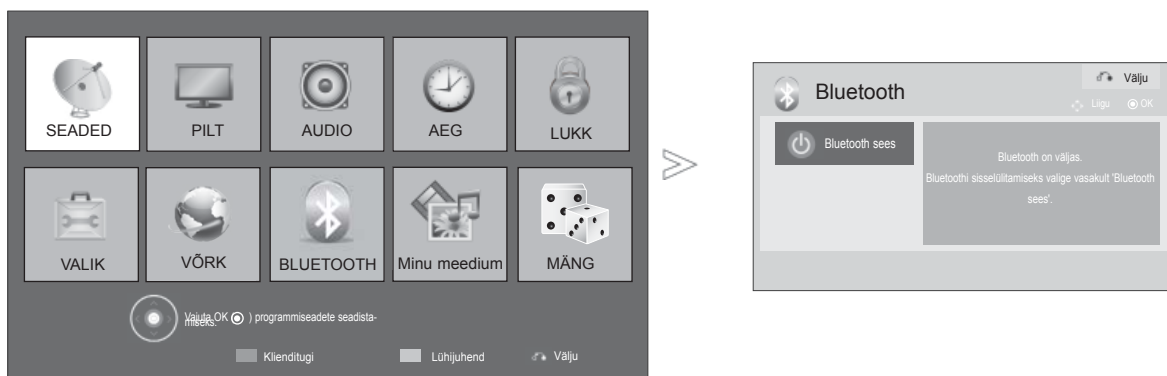 SEADED PILT AUDIO AEG LUKK
VALIK VÕRK BLUETOOTH Minu meedium MÄNG
Vajuta OK ( ) programmiseadete seadista-
miseks.
Klienditugi Lühijuhend Välju
Bluetooth
Välju
Liigu OK
Bluetooth sees
Bluetooth on väljas.
Bluetoothi sisselülitamiseks valige vasakult 'Bluetooth
sees'.